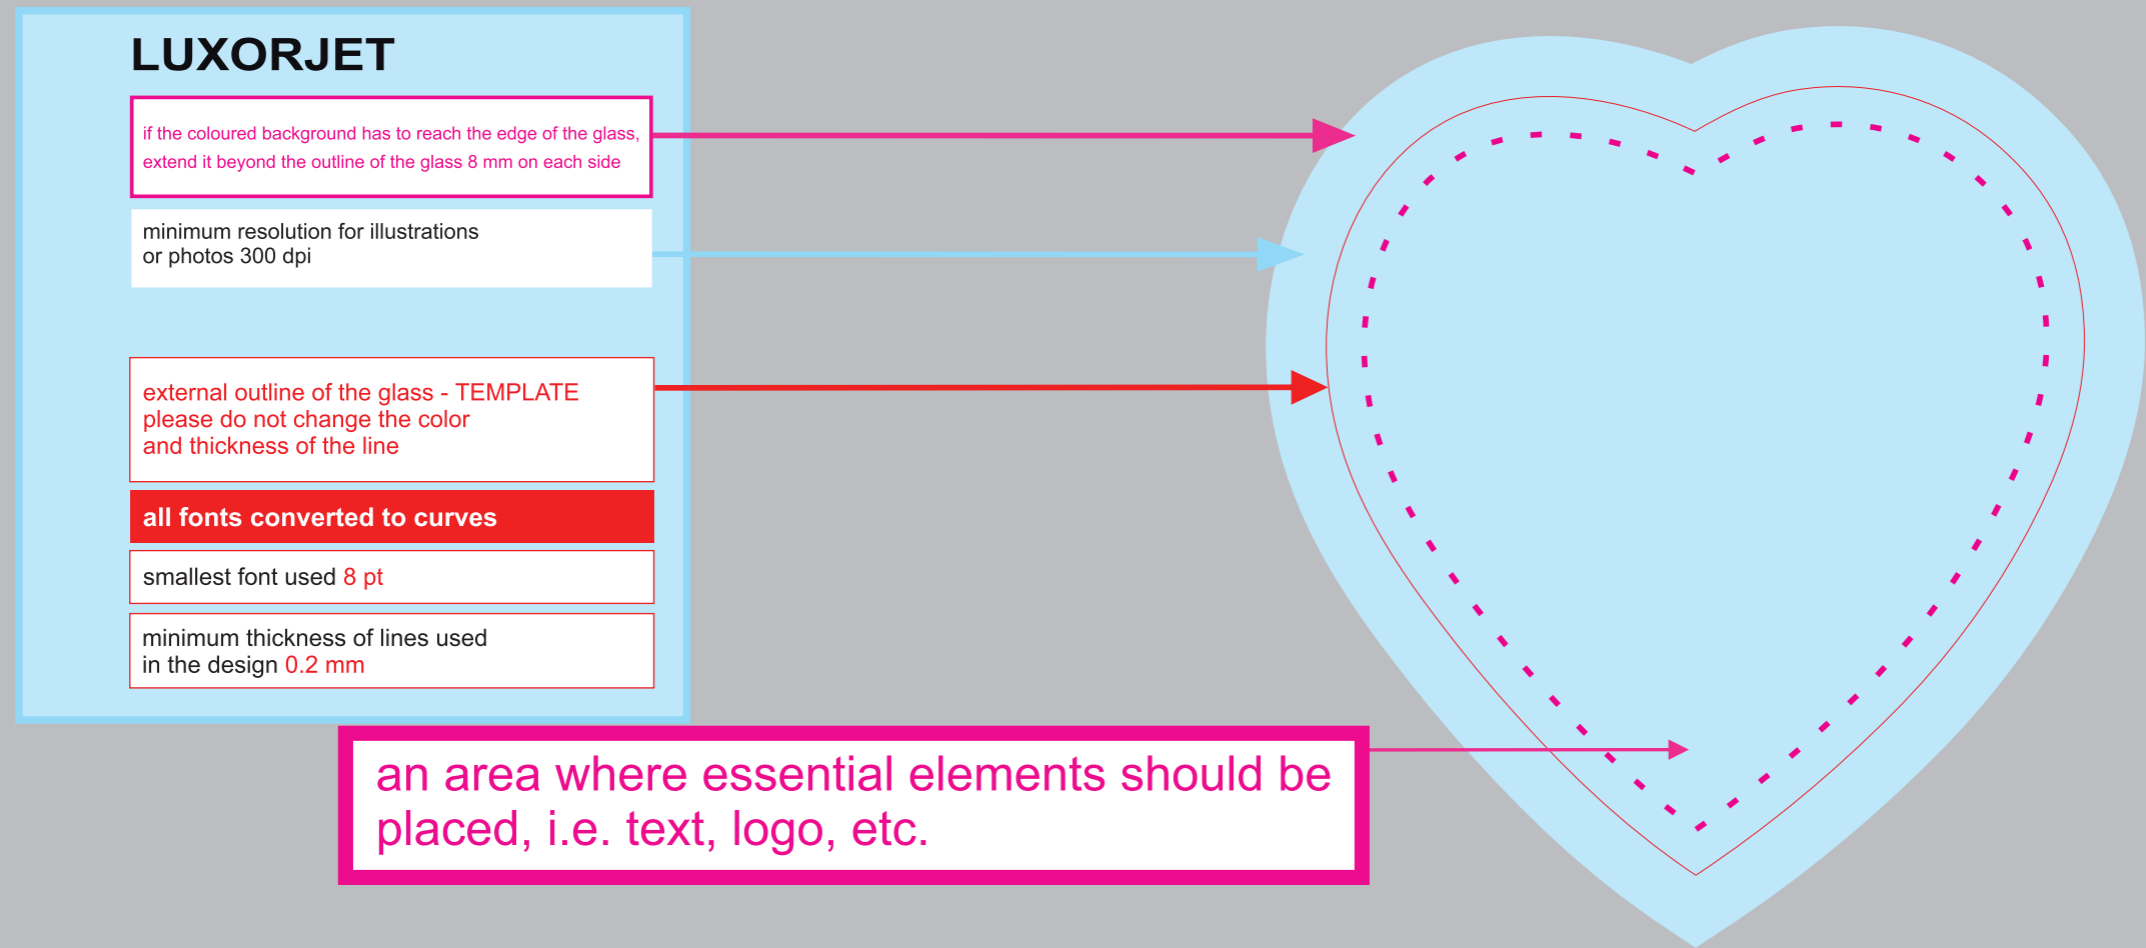 LUXORJET
if the coloured background has to reach the edge of the glass,
extend it beyond the outline of the glass 8 mm on each side
minimum resolution for illustrations
or photos 300 dpi
external outline of the glass - TEMPLATE
please do not change the color
and thickness of the line
all fonts converted to curves
smallest font used 8 pt
minimum thickness of lines used
in the design 0.2 mm
an area where essential elements should be
placed, i.e. text, logo, etc.